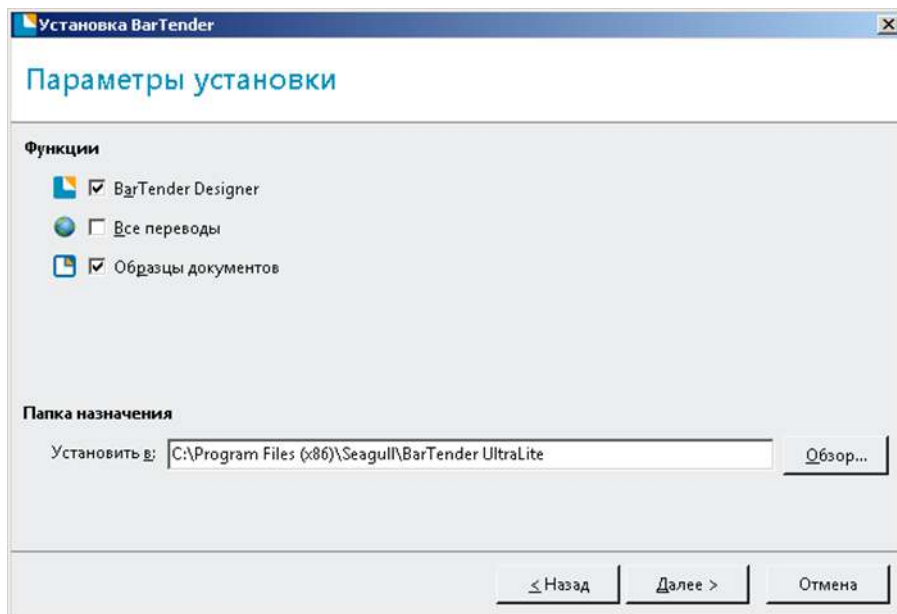 Установка BarTender
Параметры установки
Функции
BarTender Designer
Все переводы
Образцы документов
Папка назначения
Установить в: C:\Program Files (x86)\Seagull\BarTender UltraLite Обзор...
< Назад Далее > Отмена